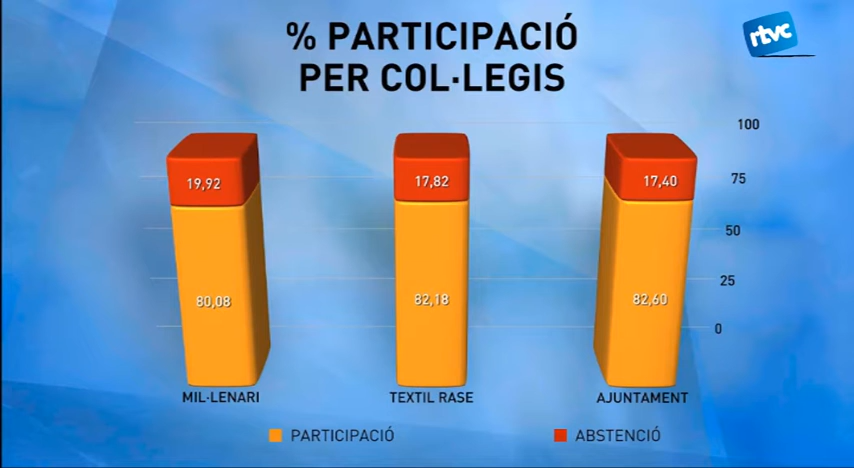 % PARTICIPACIÓ
PER COL·LEGIS
rtvc
100
75
50
25
0
19,92
17,82
17,40
80,08
82,18
82,60
MIL·LENARI
TEXTIL RASE
AJUNTAMENT
PARTICIPACIÓ
ABSTENCIÓ